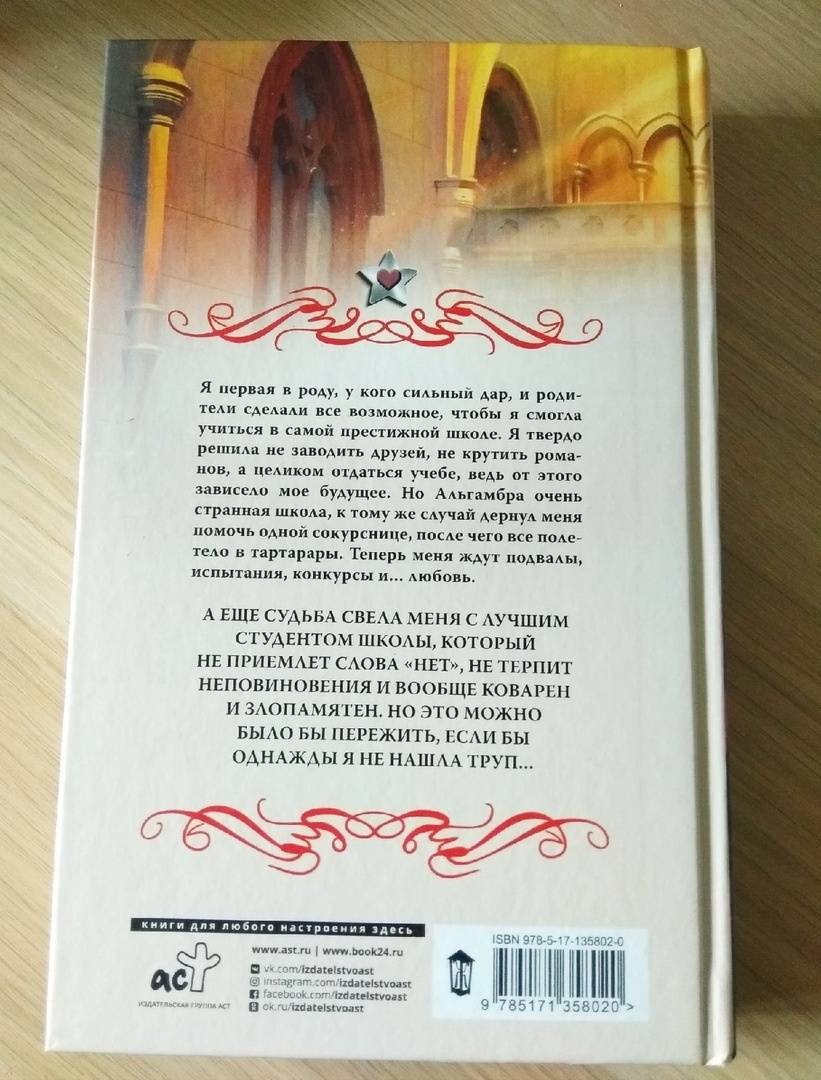 Я первая в роду, у кого сильный дар, и роди-
тели сделали все возможное, чтобы я смогла
учиться в самой престижной школе. Я твердо
решила не заводить друзей, не крутить рома-
нов, а целиком отдаться учебе, ведь от этого
зависело мое будущее. Но Альгамбра очень
странная школа, к тому же случай дернул меня
помочь одной сокурснице, после чего все поле-
тело в тартарары. Теперь меня ждут подвалы,
испытания, конкурсы и... любовь.
А ЕЩЕ СУДЬБА СВЕЛА МЕНЯ С ЛУЧШИМ
СТУДЕНТОМ ШКОЛЫ, КОТОРЫЙ
НЕ ПРИЕМЛЕТ СЛОВА «НЕТ», НЕ ТЕРПИТ
НЕПОВИНОВЕНИЯ И ВООБЩЕ КОВАРЕН
И ЗЛОПАМЯТЕН. НО ЭТО МОЖНО
БЫЛО БЫ ПЕРЕЖИТЬ, ЕСЛИ БЫ
ОДНАЖДЫ Я НЕ НАШЛА ТРУП...
книги для любого настроения здесь
аст
ИЗДАТЕЛЬСКАЯ ГРУППА АСТ
www.ast.ru | www.book24.ru
vk.com/izdatelstvoast
instagram.com/izdatelstvoast
facebook.com/izdatelstvoast
ok.ru/izdatelstvoast
Ж
ISBN 978-5-17-135802-0
9 785171 358020 >